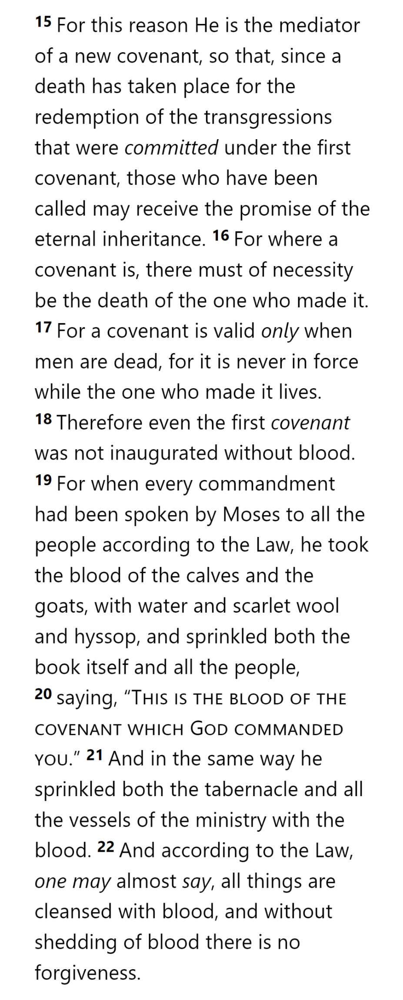 15 For this reason He is the mediator
of a new covenant, so that, since a
death has taken place for the
redemption of the transgressions
that were committed under the first
covenant, those who have been
called may receive the promise of the
eternal inheritance. 16 For where a
covenant is, there must of necessity
be the death of the one who made it.
17 For a covenant is valid only when
men are dead, for it is never in force
while the one who made it lives.
18 Therefore even the first covenant
was not inaugurated without blood.
19 For when every commandment
had been spoken by Moses to all the
people according to the Law, he took
the blood of the calves and the
goats, with water and scarlet wool
and hyssop, and sprinkled both the
book itself and all the people,
20 saying, “THIS IS THE BLOOD OF THE
COVENANT WHICH GOD COMMANDED
YOU.” 21 And in the same way he
sprinkled both the tabernacle and all
the vessels of the ministry with the
blood. 22 And according to the Law,
one may almost say, all things are
cleansed with blood, and without
shedding of blood there is no
forgiveness.